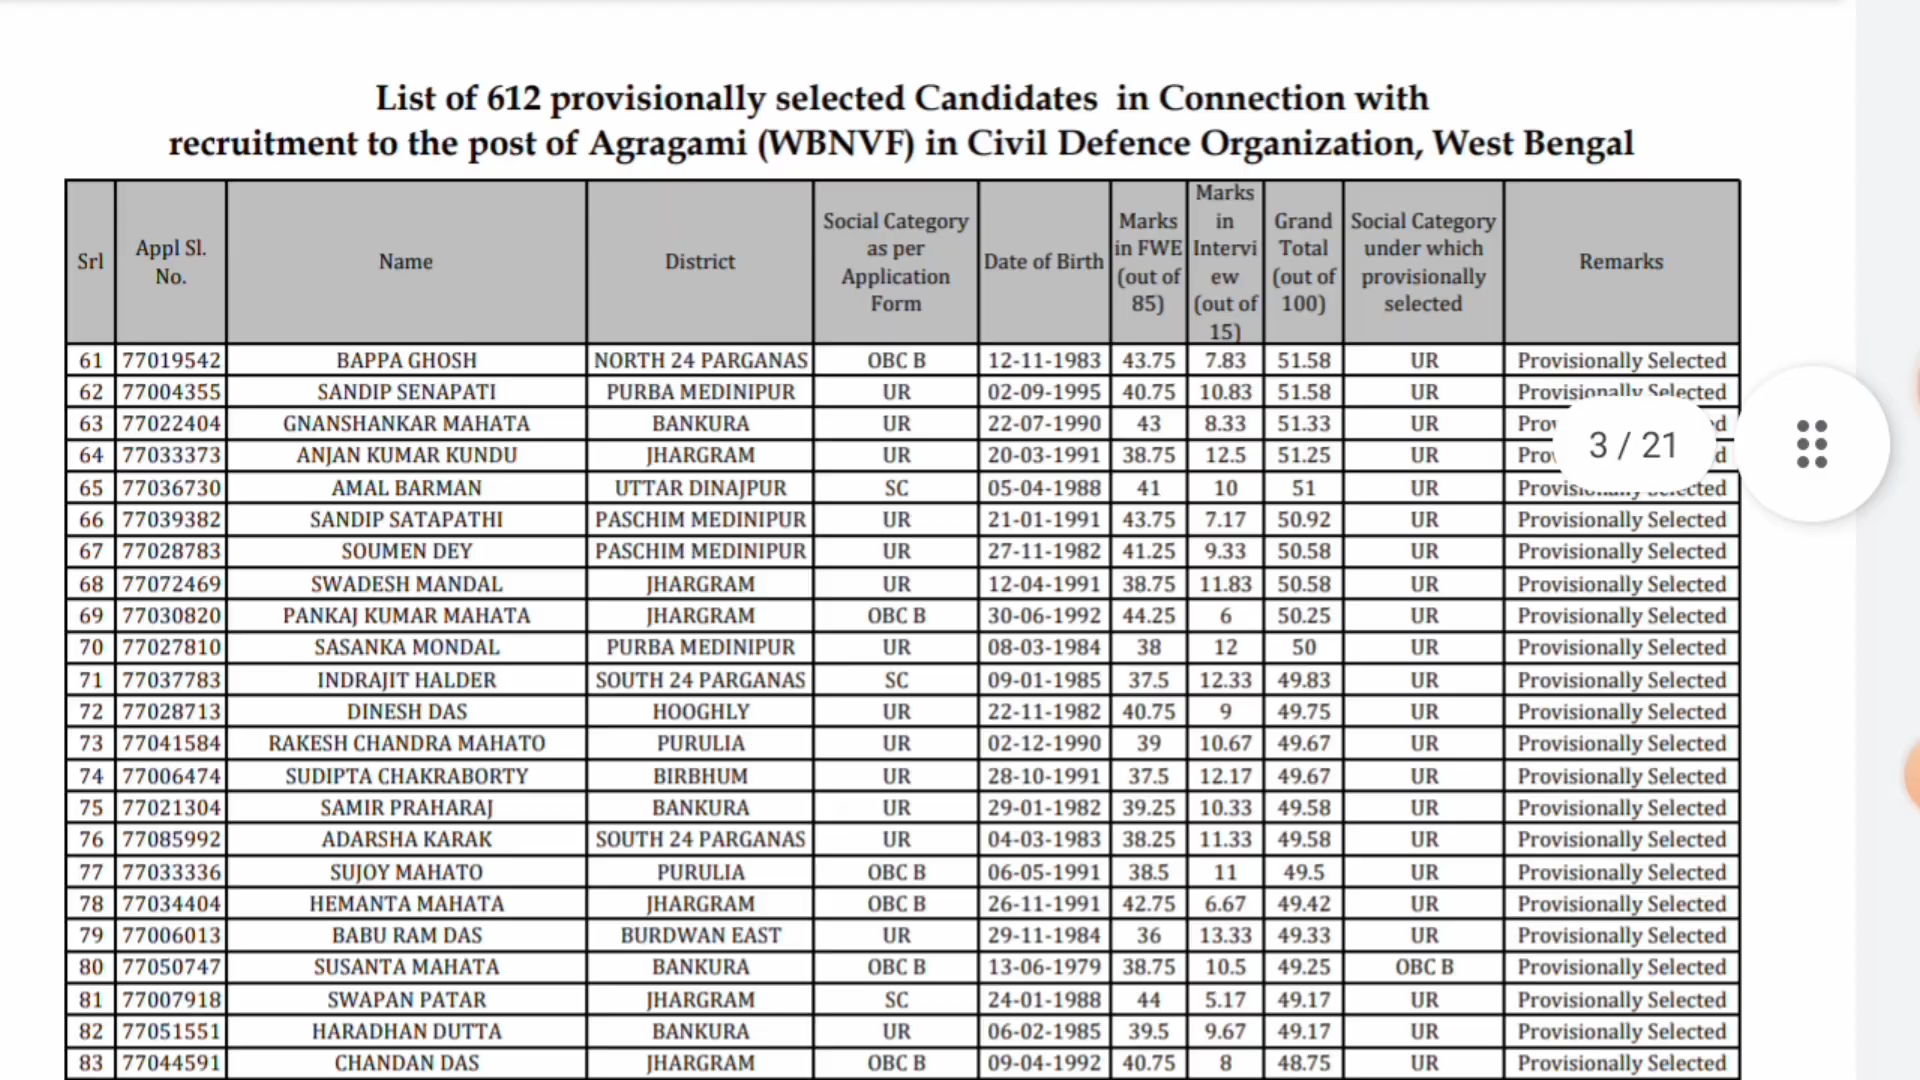 List of 612 provisionally selected Candidates in Connection with
recruitment to the post of Agragami (WBNVF) in Civil Defence Organization, West Bengal
Srl Appl Sl. No. Name District Social Category as per Application Form Date of Birth Marks in FWE (out of 85) Marks in Intervi ew (out of 15) Grand Total (out of 100) Social Category under which provisionally selected Remarks
61 77019542 BAPPA GHOSH NORTH 24 PARGANAS OBC B 12-11-1983 43.75 7.83 51.58 UR Provisionally Selected
62 77004355 SANDIP SENAPATI PURBA MEDINIPUR UR 02-09-1995 40.75 10.83 51.58 UR Provisionally Selected
63 77022404 GNANSHANKAR MAHATA BANKURA UR 22-07-1990 43 8.33 51.33 UR
64 77033373 ANJAN KUMAR KUNDU JHARGRAM UR 20-03-1991 38.75 12.5 51.25 UR
3 / 21
65 77036730 AMAL BARMAN UTTAR DINAJPUR SC 05-04-1988 41 10 51 UR Provisionally Selected
66 77039382 SANDIP SATAPATHI PASCHIM MEDINIPUR UR 21-01-1991 43.75 7.17 50.92 UR Provisionally Selected
67 77028783 SOUMEN DEY PASCHIM MEDINIPUR UR 27-11-1982 41.25 9.33 50.58 UR Provisionally Selected
68 77072469 SWADESH MANDAL JHARGRAM UR 12-04-1991 38.75 11.83 50.58 UR Provisionally Selected
69 77030820 PANKAJ KUMAR MAHATA JHARGRAM OBC B 30-06-1992 44.25 6 50.25 UR Provisionally Selected
70 77027810 SASANKA MONDAL PURBA MEDINIPUR UR 08-03-1984 38 12 50 UR Provisionally Selected
71 77037783 INDRAJIT HALDER SOUTH 24 PARGANAS SC 09-01-1985 37.5 12.33 49.83 UR Provisionally Selected
72 77028713 DINESH DAS HOOGHLY UR 22-11-1982 40.75 9 49.75 UR Provisionally Selected
73 77041584 RAKESH CHANDRA MAHATO PURULIA UR 02-12-1990 39 10.67 49.67 UR Provisionally Selected
74 77006474 SUDIPTA CHAKRABORTY BIRBHUM UR 28-10-1991 37.5 12.17 49.67 UR Provisionally Selected
75 77021304 SAMIR PRAHARAJ BANKURA UR 29-01-1982 39.25 10.33 49.58 UR Provisionally Selected
76 77085992 ADARSHA KARAK SOUTH 24 PARGANAS UR 04-03-1983 38.25 11.33 49.58 UR Provisionally Selected
77 77033336 SUJOY MAHATO PURULIA OBC B 06-05-1991 38.5 11 49.5 UR Provisionally Selected
78 77034404 HEMANTA MAHATA JHARGRAM OBC B 26-11-1991 42.75 6.67 49.42 UR Provisionally Selected
79 77006013 BABU RAM DAS BURDWAN EAST UR 29-11-1984 36 13.33 49.33 UR Provisionally Selected
80 77050747 SUSANTA MAHATA BANKURA OBC B 13-06-1979 38.75 10.5 49.25 OBC B Provisionally Selected
81 77007918 SWAPAN PATAR JHARGRAM SC 24-01-1988 44 5.17 49.17 UR Provisionally Selected
82 77051551 HARADHAN DUTTA BANKURA UR 06-02-1985 39.5 9.67 49.17 UR Provisionally Selected
83 77044591 CHANDAN DAS JHARGRAM OBC B 09-04-1992 40.75 8 48.75 UR Provisionally Selected